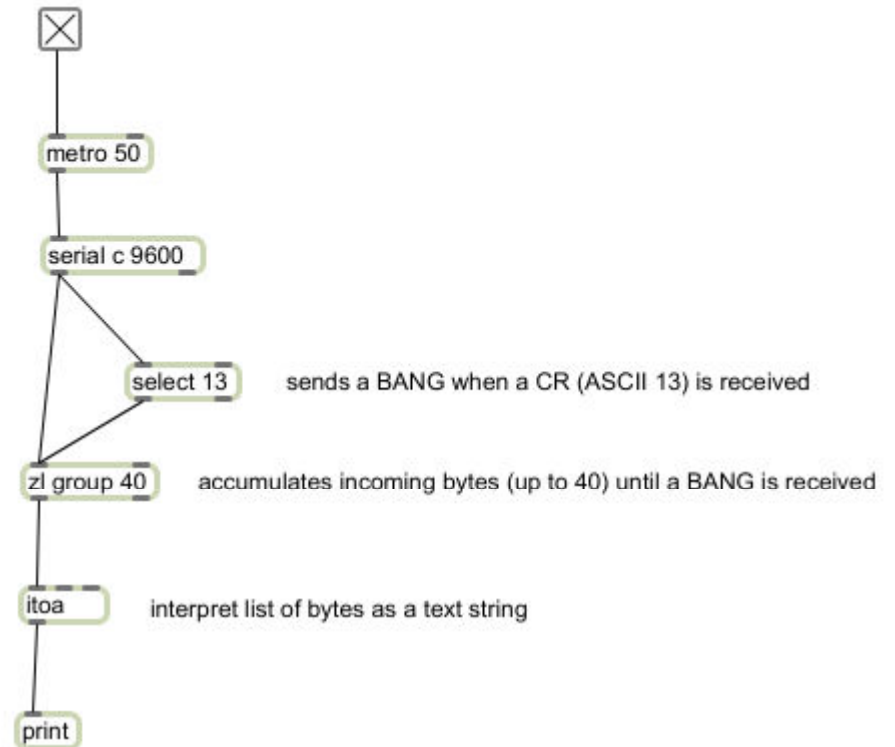 metro 50
serial c 9600
select 13
sends a BANG when a CR (ASCII 13) is received
zl group 40
accumulates incoming bytes (up to 40) until a BANG is received
itoa
interpret list of bytes as a text string
print